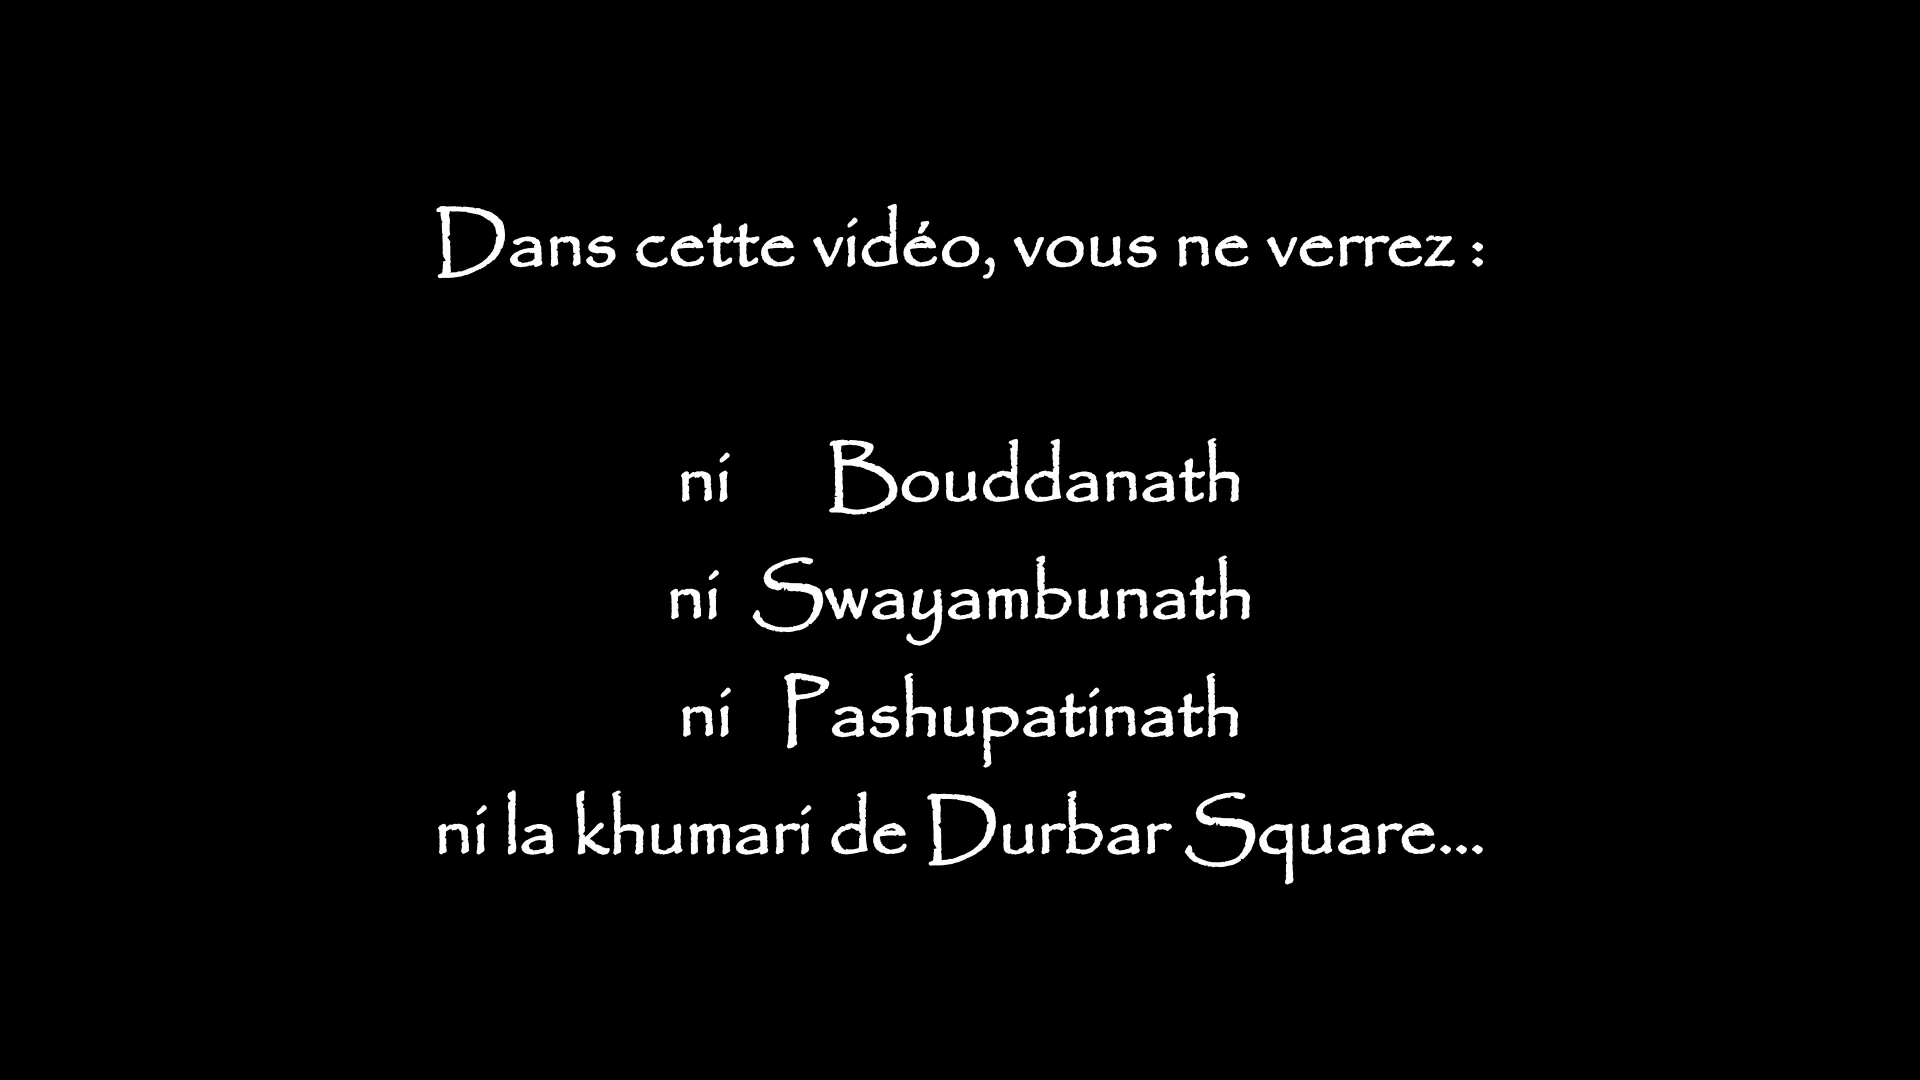 Dans cette vidéo, vous ne verrez :
ni Bouddanath
ni Swayambunath
ni Pashupatinath
ni la khumari de Durbar Square...